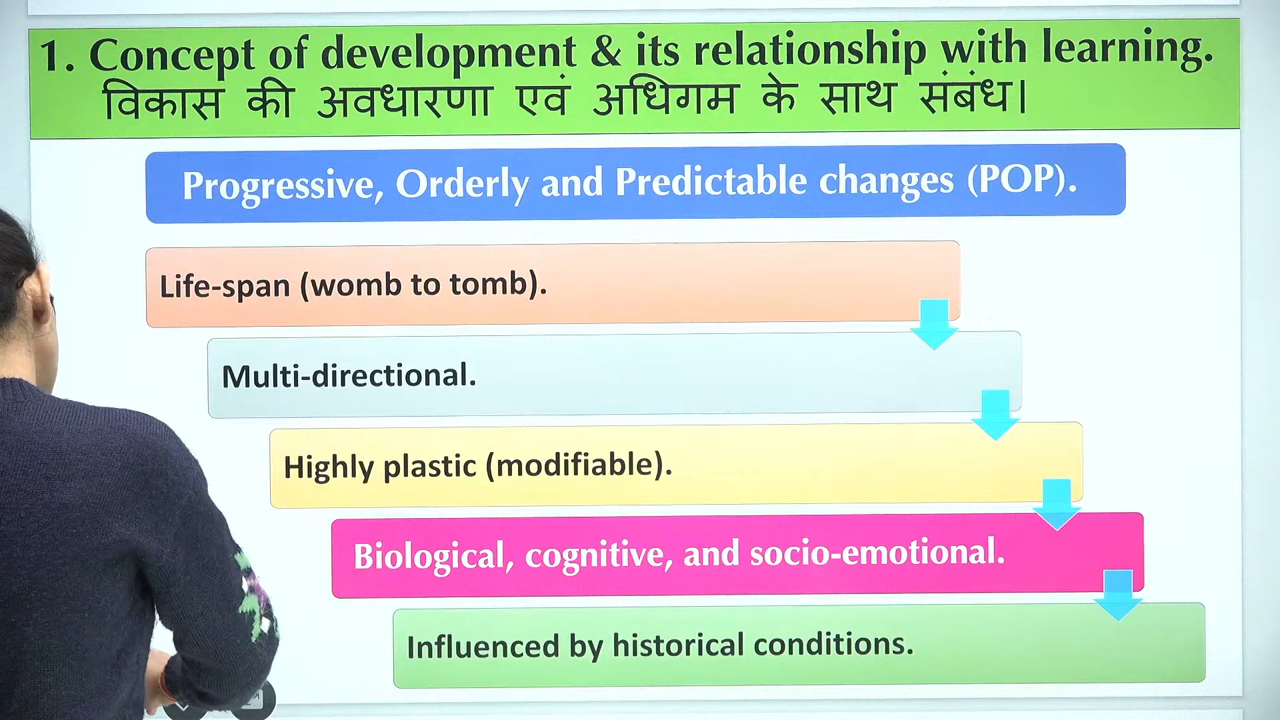 1. Concept of development & its relationship with learning.
विकास की अवधारणा एवं अधिगम के साथ संबंध।
Progressive, Orderly and Predictable changes (POP).
Life-span (womb to tomb).
Multi-directional.
Highly plastic (modifiable).
Biological, cognitive, and socio-emotional.
Influenced by historical conditions.